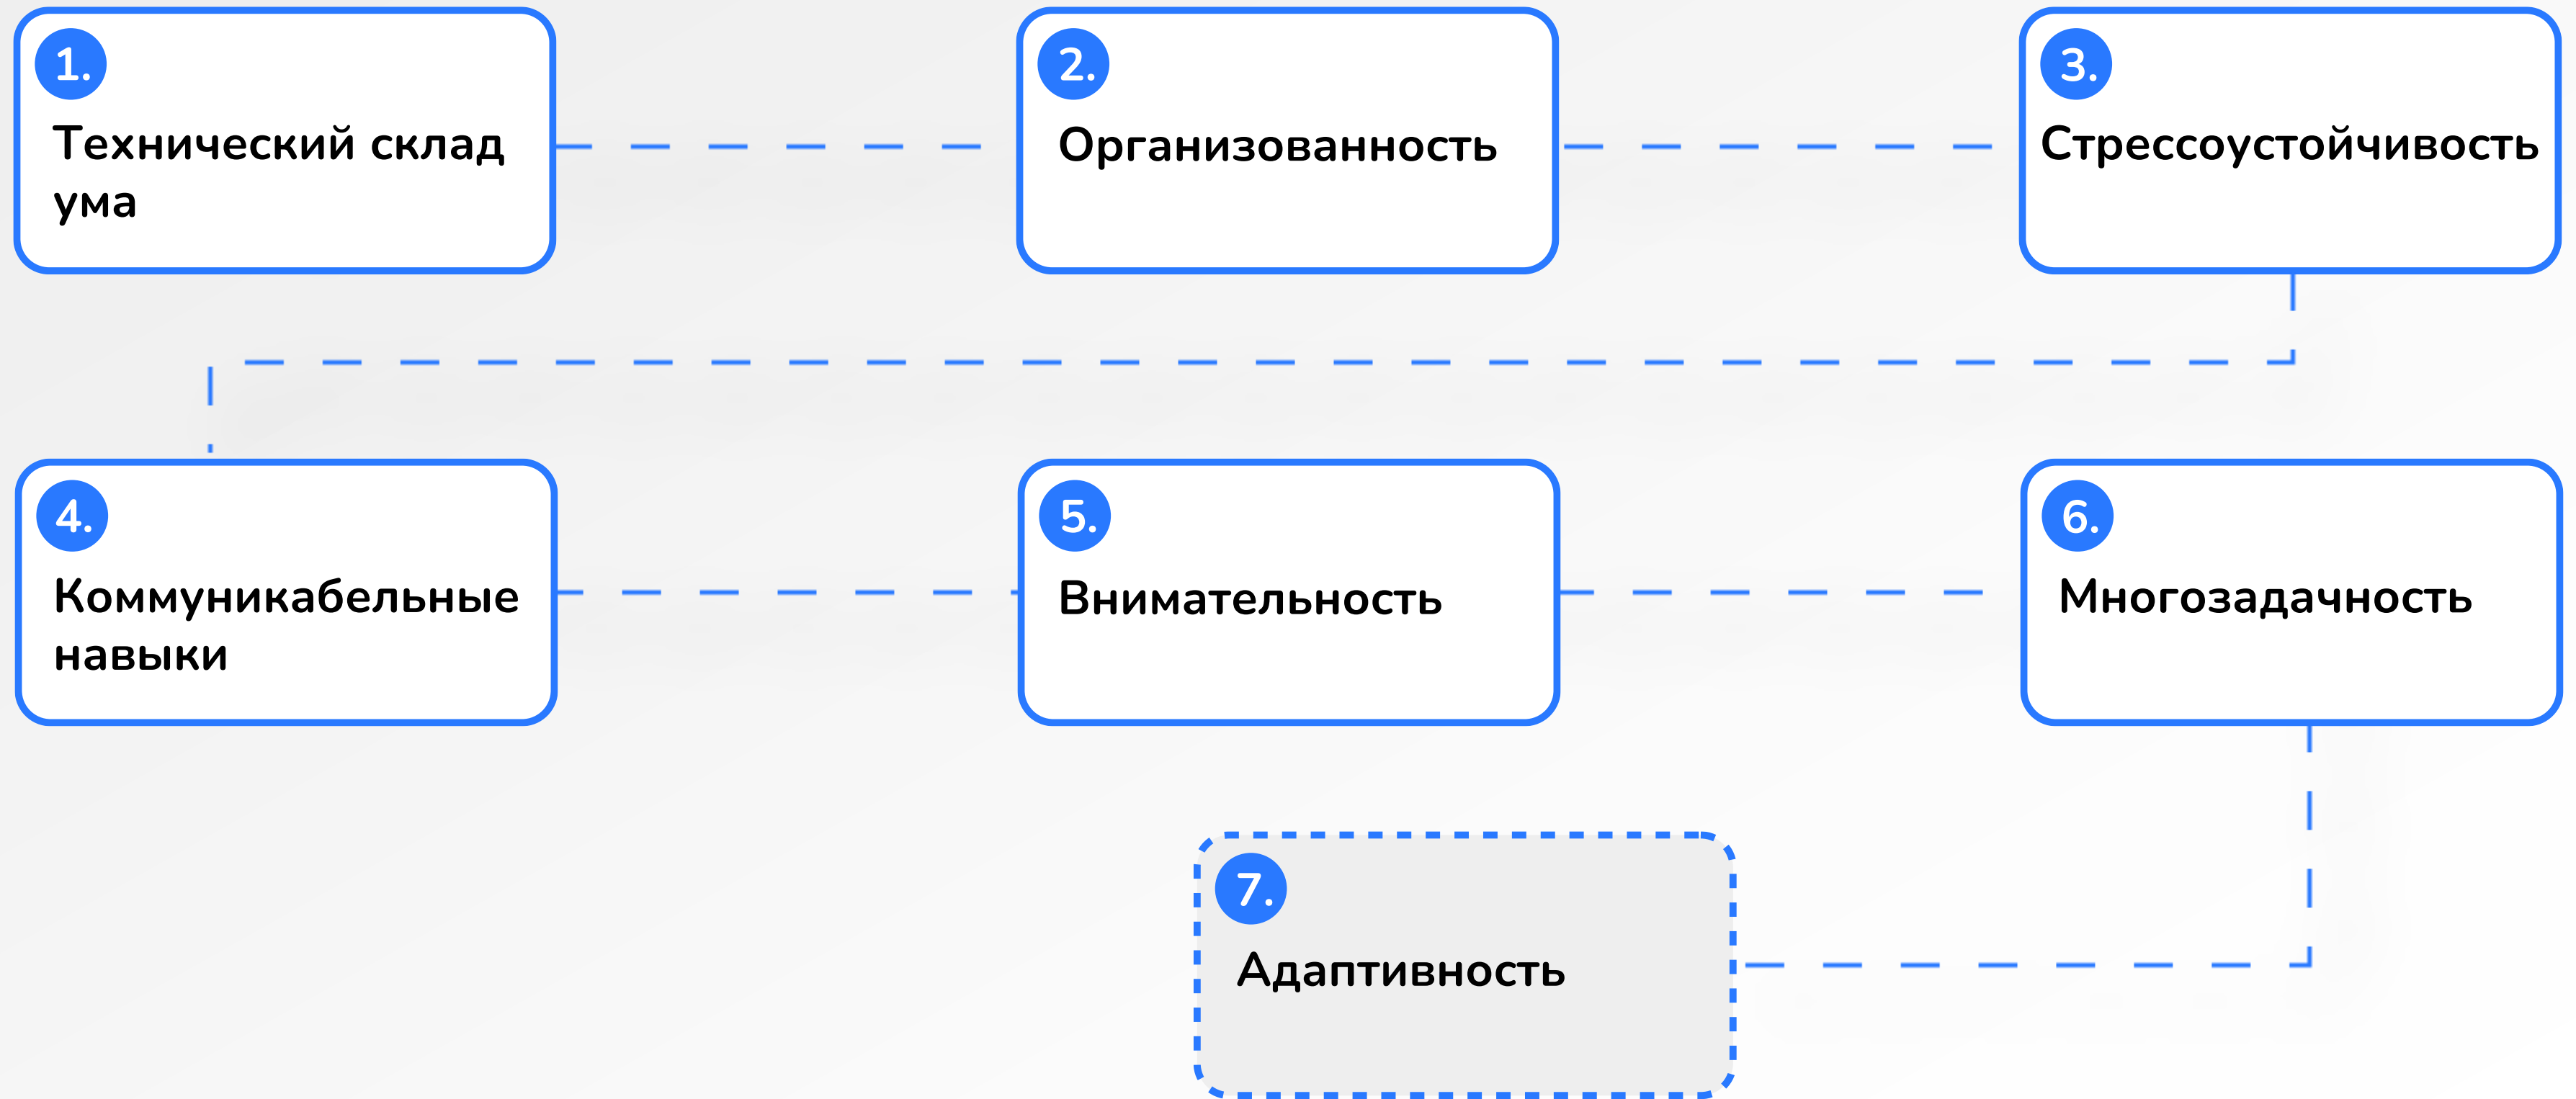 1.
Технический склад
ума
2.
Организованность
3.
Стрессоустойчивость
4.
Коммуникабельные
навыки
5.
Внимательность
6.
Многозадачность
7.
Адаптивность